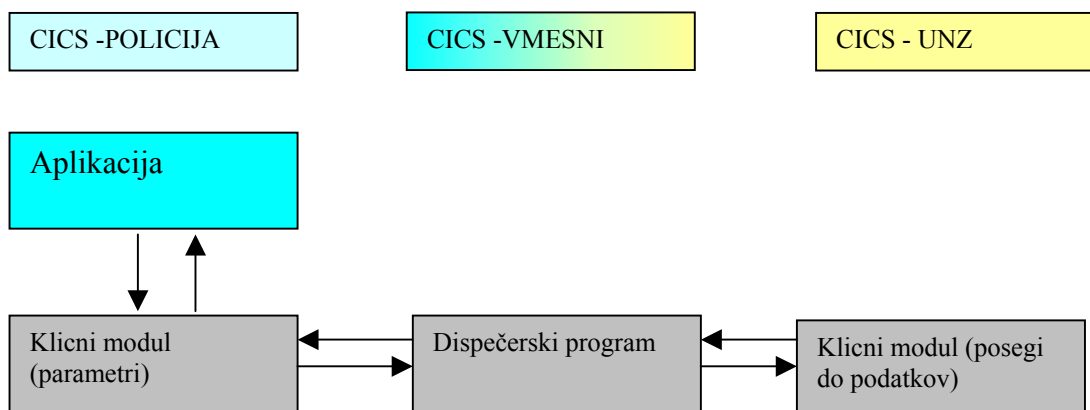 CICS -POLICIJA
CICS -VMESNI
CICS - UNZ
Aplikacija
Klicni modul
(parametri)
Dispečerski program
Klicni modul (posegi
do podatkov)